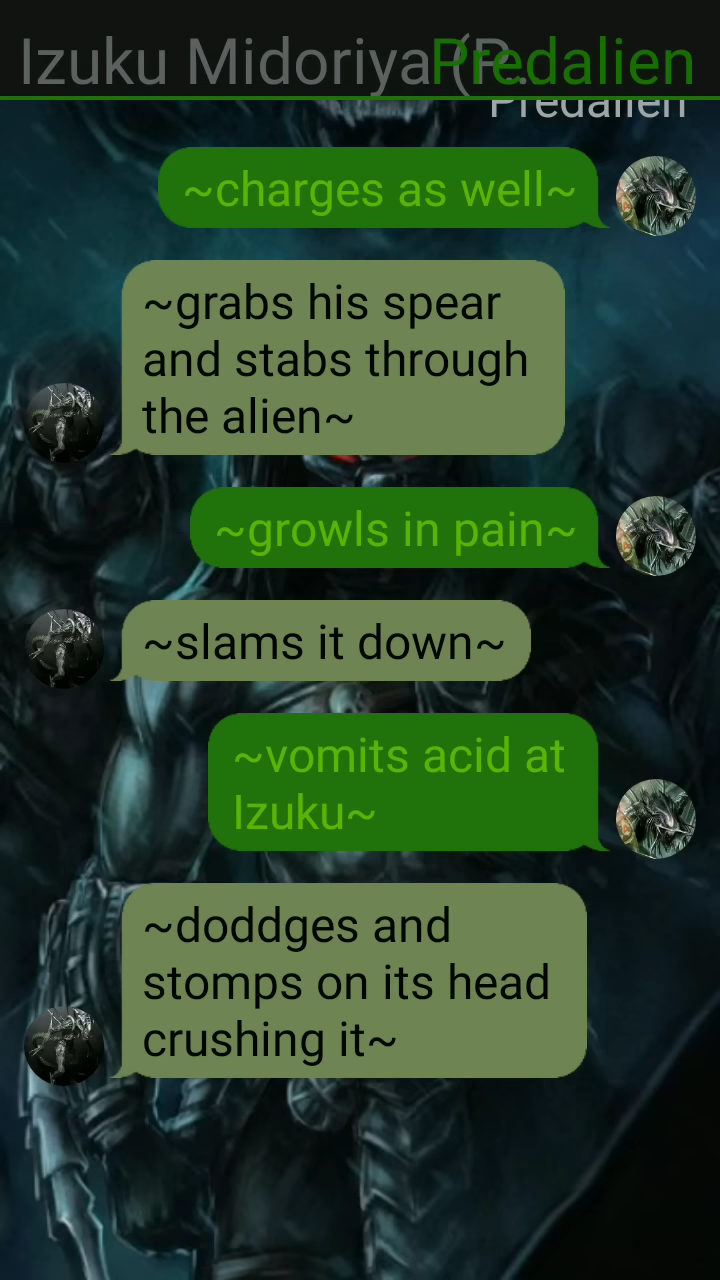 Izuku Midoriya (P...
Predalien
Predalien
~charges as well~
~grabs his spear
and stabs through
the alien~
~growls in pain~
~slams it down~
~vomits acid at
Izuku~
~doddges and
stomps on its head
crushing it~